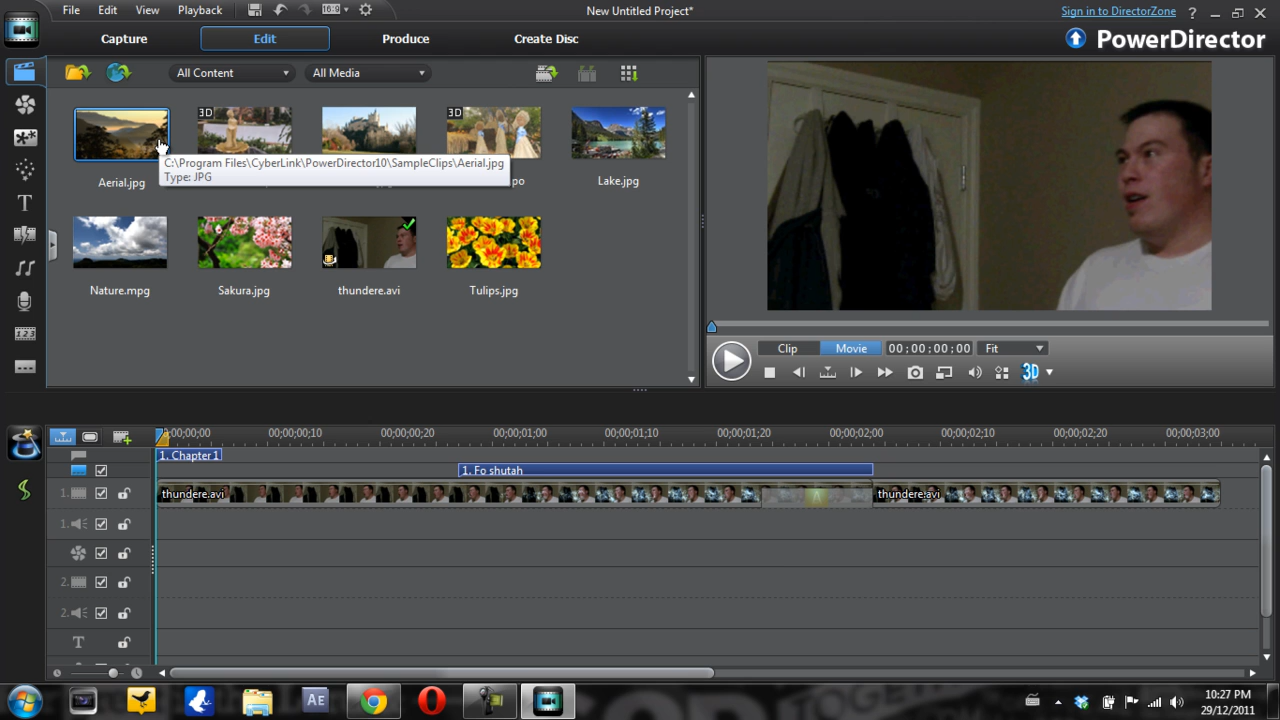 File Edit View Playback 16:9 New Untitled Project* Sign in to DirectorZone ?
Capture Edit Produce Create Disc PowerDirector
All Content All Media
3D 3D
C:\Program Files\CyberLink\PowerDirector10\SampleClips\Aerial.jpg
Type: JPG
Aerial.jpg Lake.jpg
Nature.mpg Sakura.jpg thundere.avi Tulips.jpg
T
1 2 3
Clip Movie 00;00;00;00 Fit
3D
00;00;00;10 00;00;00;20 00;00;01;00 00;00;01;10 00;00;01;20 00;00;02;00 00;00;02;10 00;00;02;20 00;00;03;00
1. Chapter 1
1. Fo shutah
1. thundere.avi A thundere.avi
1.
2.
2.
T
Ae
10:27 PM
29/12/2011